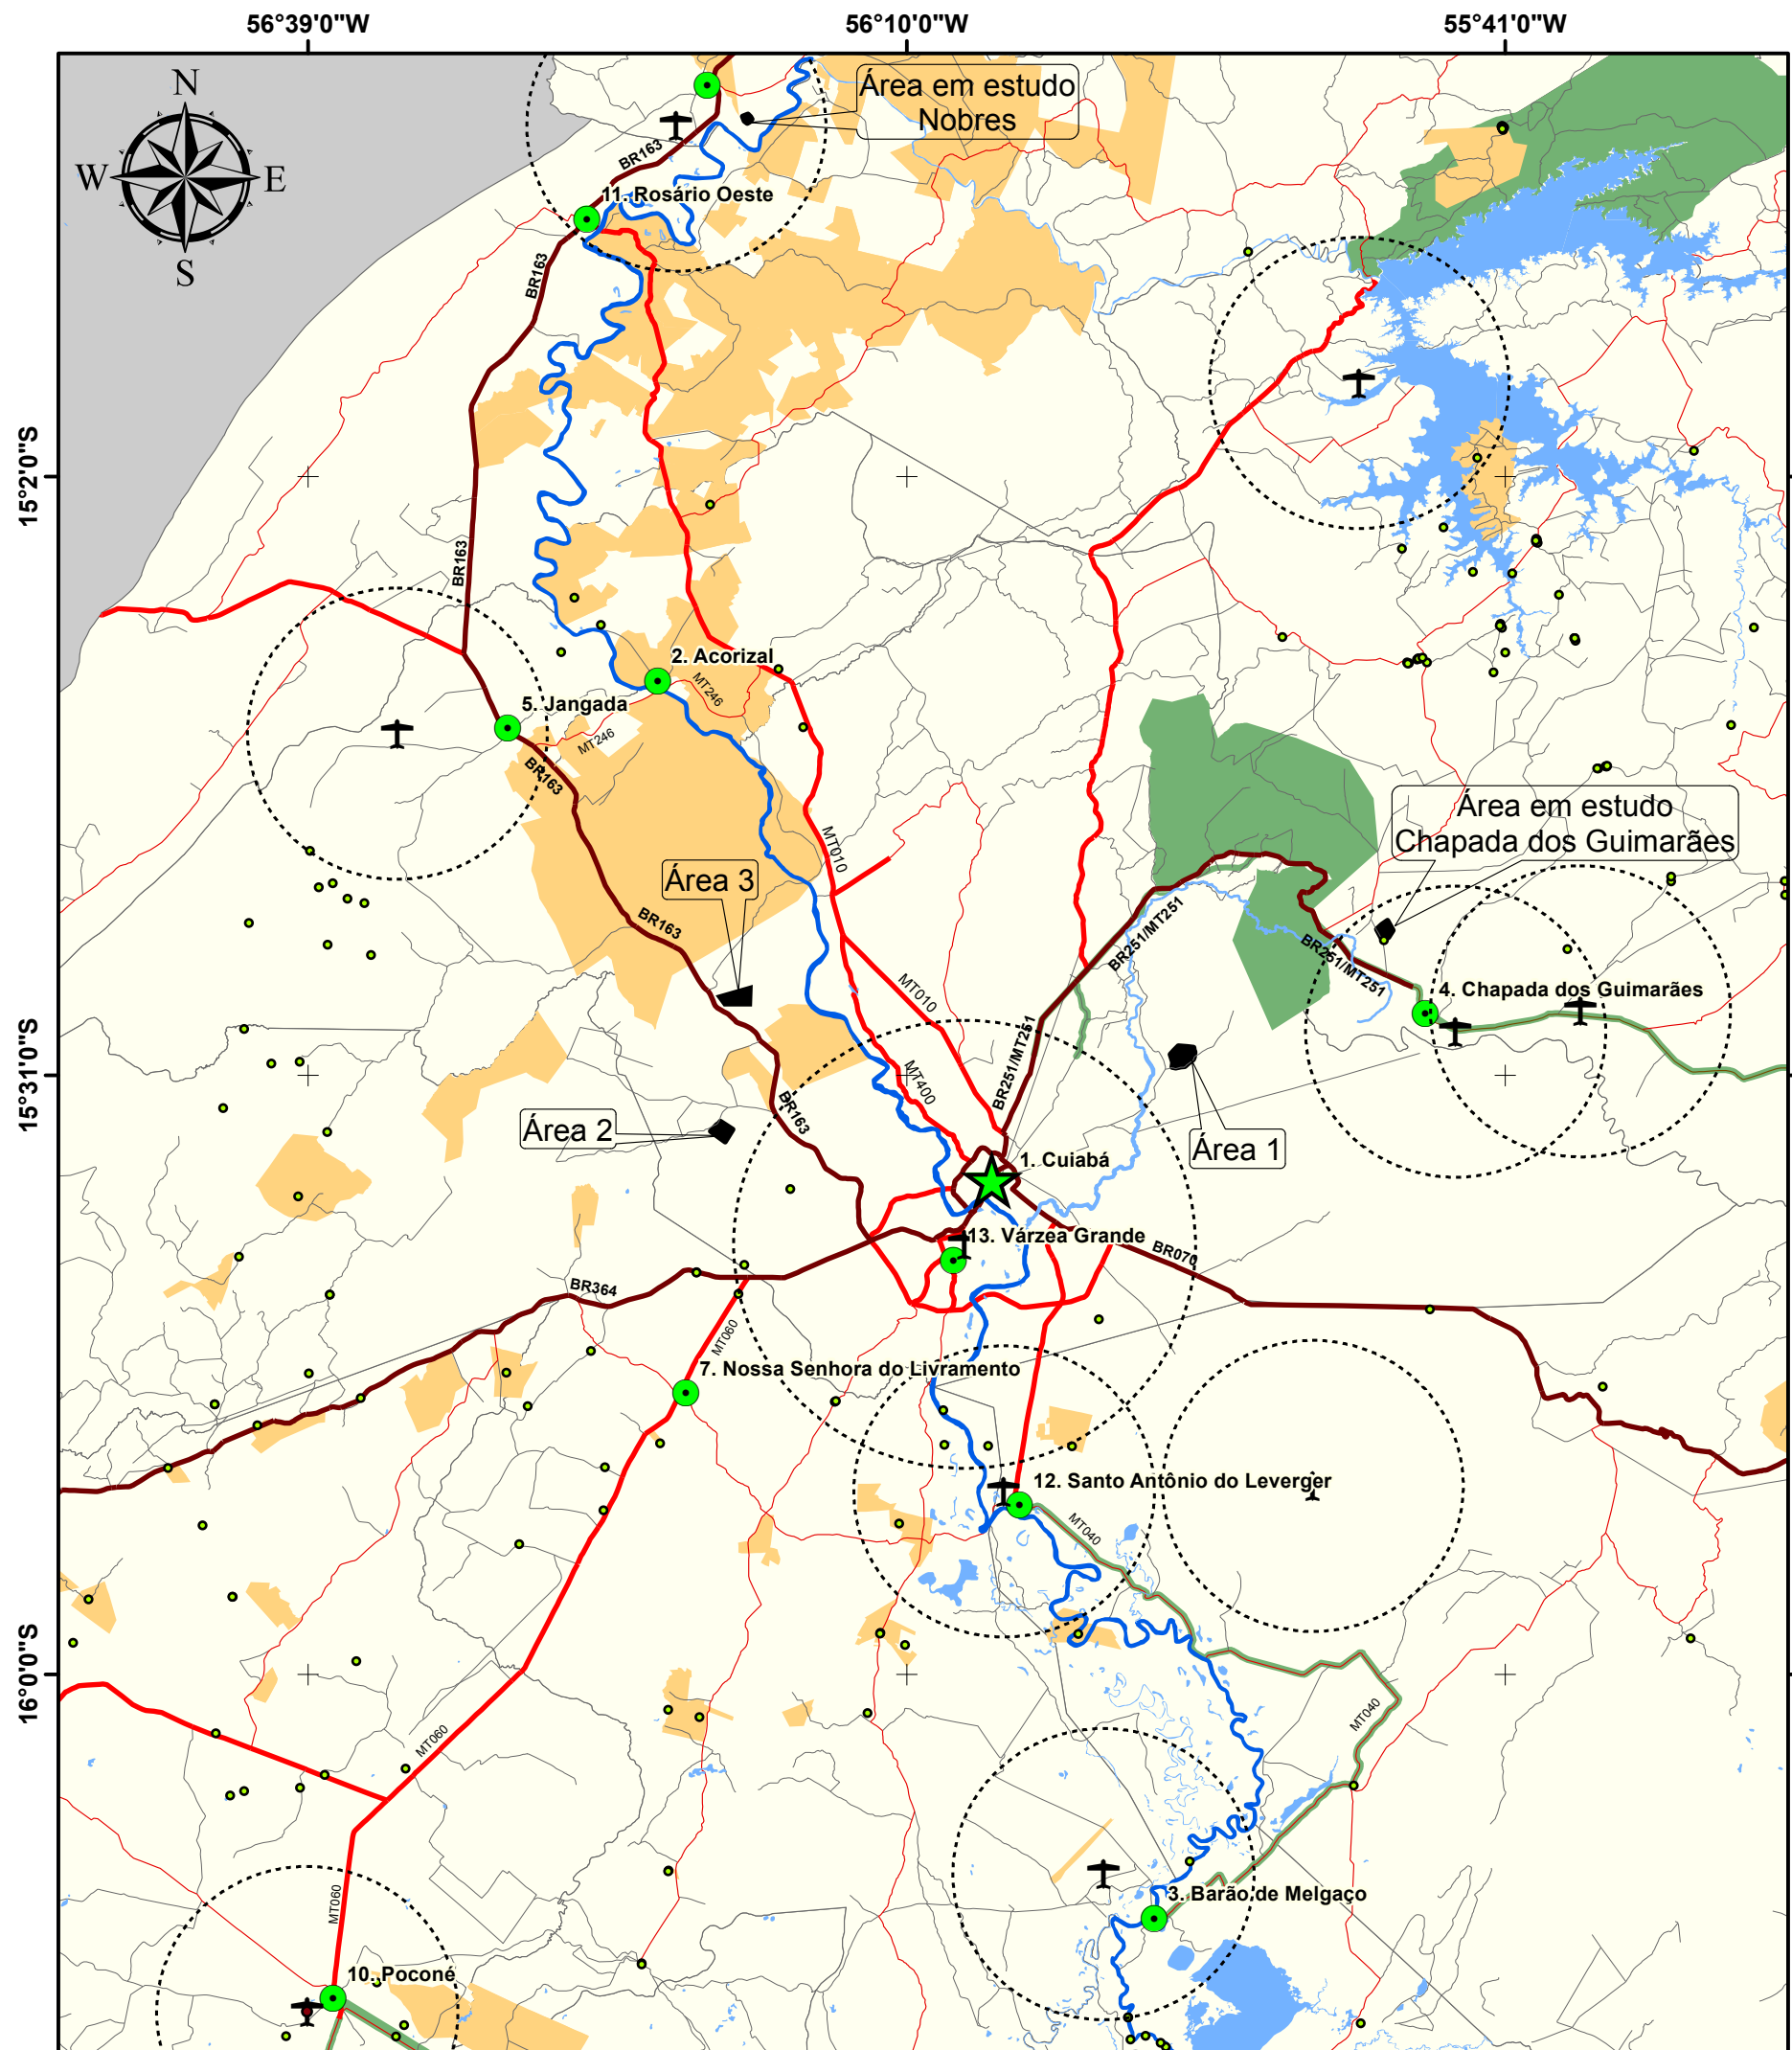 56°39'0"W
56°10'0"W
55°41'0"W
N
W
E
S
Área em estudo
Nobres
BR163
11. Rosário Oeste
BR163
15°2'0"S
BR163
2. Acorizal
MT246
5. Jangada
MT246
BR163
MT010
Área em estudo
Chapada dos Guimarães
Área 3
BR163
BR251/MT251
BR251/MT251
MT010
4. Chapada dos Guimarães
15°31'0"S
BR251/MT251
MT400
BR163
Área 2
Área 1
1. Cuiabá
13. Várzea Grande
BR070
BR364
MT060
7. Nossa Senhora do Livramento
12. Santo Antônio do Leverger
MT040
16°0'0"S
MT040
MT060
3. Barão de Melgaço
MT060
10. Poconé